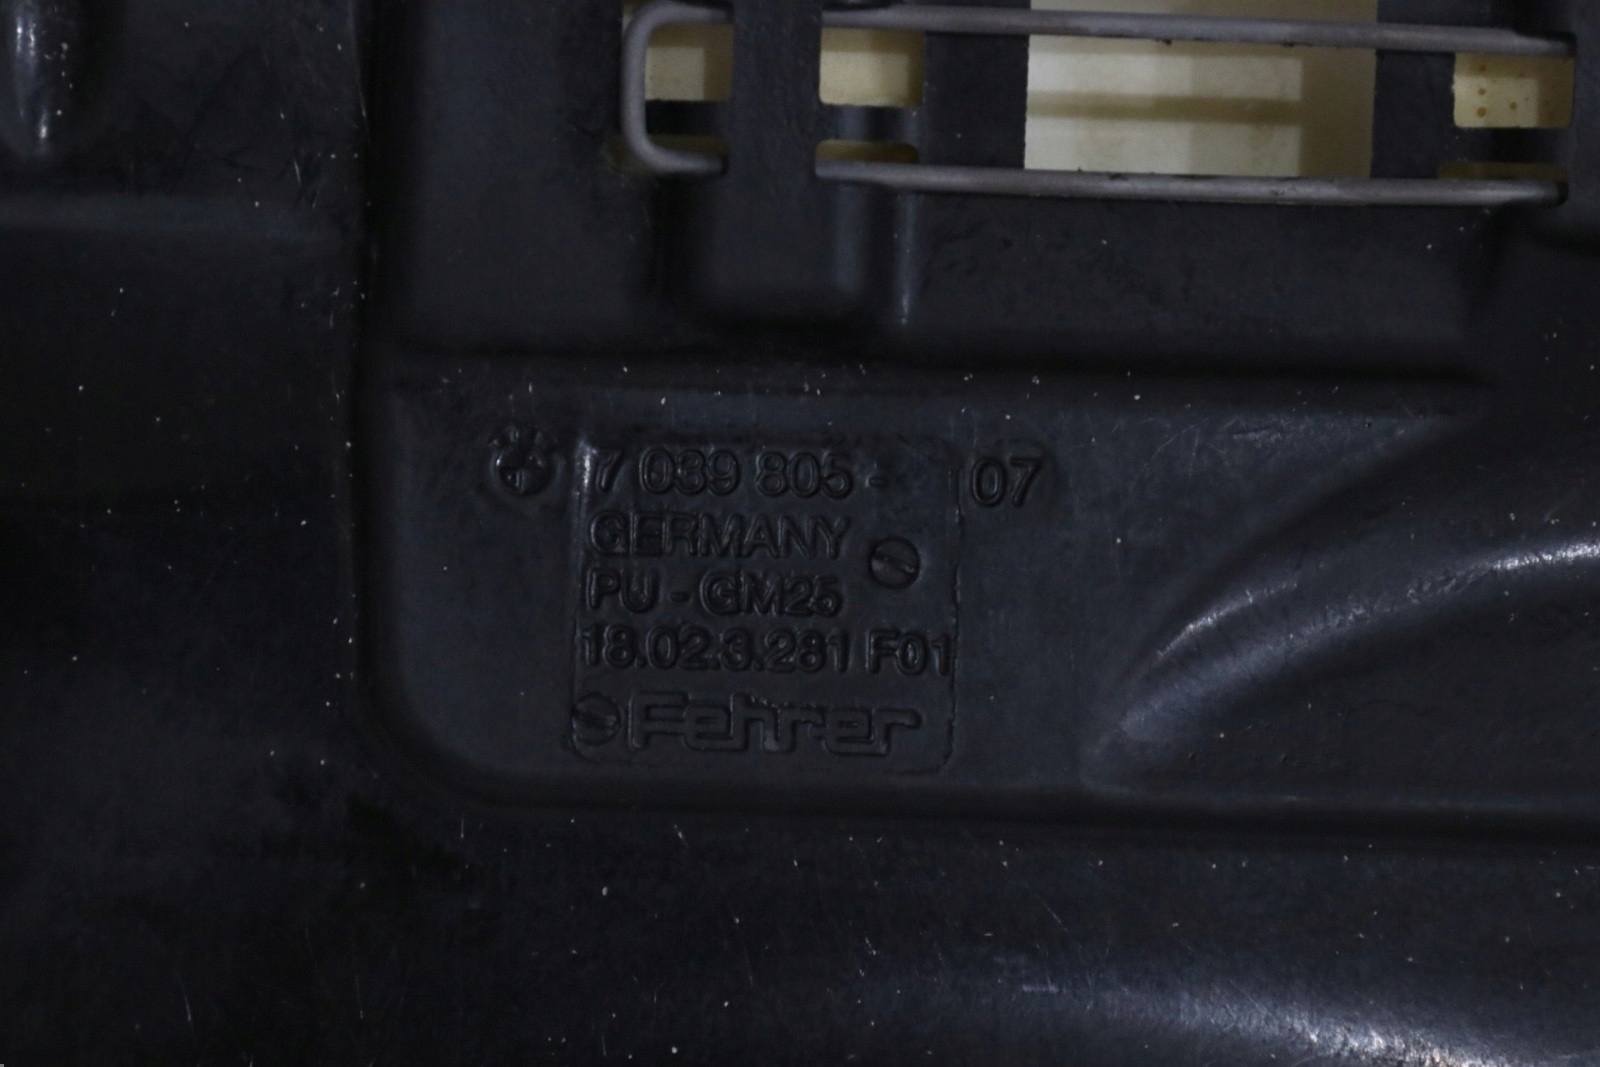 7 039 805 - 07
GERMANY
PU - GM25
18.02.3.281 F01
Fehrer